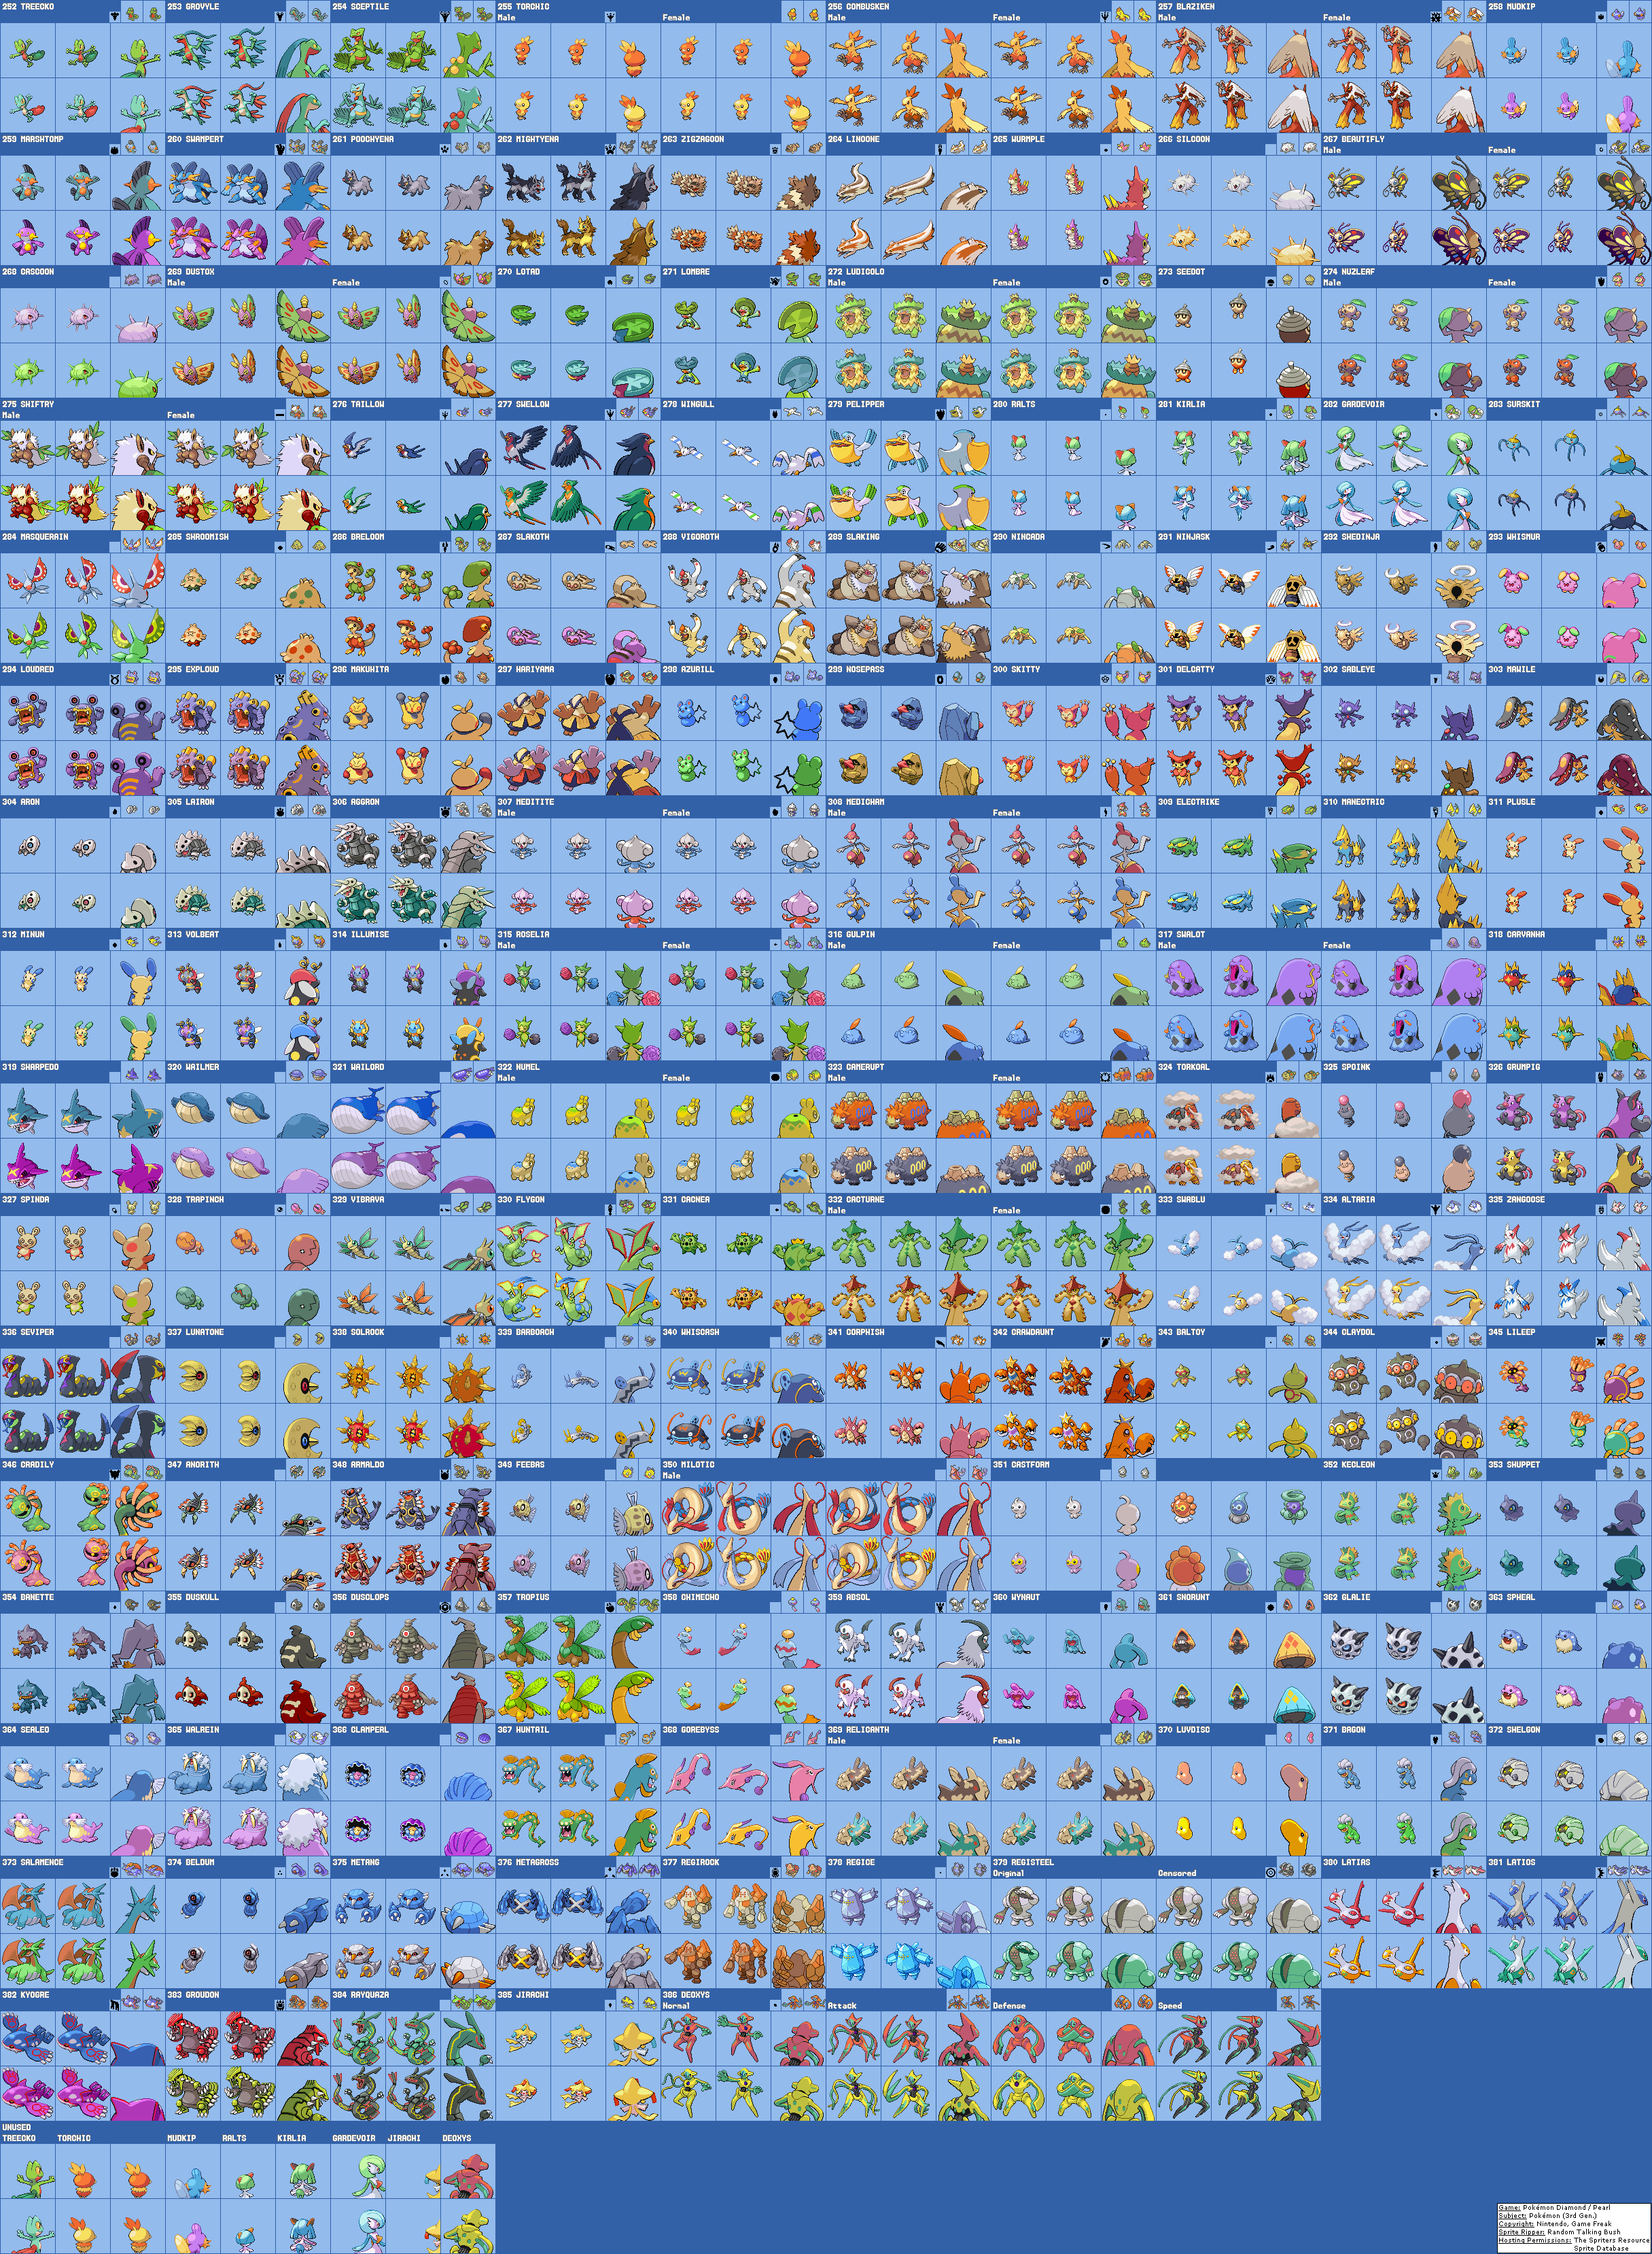 252 TREECKO 253 GROVYLE 254 SCEPTILE 255 TORCHIC 256 COMBUSKEN 257 BLAZIKEN 258 MUDKIP
Male Female Male Female Male Female
259 MARSHTOMP 260 SWAMPERT 261 POOCHYENA 262 MIGHTYENA 263 ZIGZAGOON 264 LINOONE 265 WURMPLE 266 SILCOON 267 BEAUTIFLY
Male Female
268 CASCOON 269 DUSTOX 270 LOTAD 271 LOMBRE 272 LUDICOLO 273 SEEDOT 274 NUZLEAF
Male Female Male Female Male Female
275 SHIFTRY 276 TAILLOW 277 SWELLOW 278 WINGULL 279 PELIPPER 280 RALTS 281 KIRLIA 282 GARDEVOIR 283 SURSKIT
Male Female
284 MASQUERAIN 285 SHROOMISH 286 BRELOOM 287 SLAKOTH 288 VIGOROTH 289 SLAKING 290 NINCADA 291 NINJASK 292 SHEDINJA 293 WHISMUR
294 LOUDRED 295 EXPLOUD 296 MAKUHITA 297 HARIYAMA 298 AZURILL 299 NOSEPASS 300 SKITTY 301 DELCATTY 302 SABLEYE 303 MAWILE
304 ARON 305 LAIRON 306 AGGRON 307 MEDITITE 308 MEDICHAM 309 ELECTRIKE 310 MANECTRIC 311 PLUSLE
Male Female Male Female
312 MINUN 313 VOLBEAT 314 ILLUMISE 315 ROSELIA 316 GULPIN 317 SWALOT 318 CARVANHA
Male Female Male Female Male Female
319 SHARPEDO 320 WAILMER 321 WAILORD 322 NUMEL 323 CAMERUPT 324 TORKOAL 325 SPOINK 326 GRUMPIG
Male Female Male Female
327 SPINDA 328 TRAPINCH 329 VIBRAVA 330 FLYGON 331 CACNEA 332 CACTURNE 333 SWABLU 334 ALTARIA 335 ZANGOOSE
Male Female
336 SEVIPER 337 LUNATONE 338 SOLROCK 339 BARBOACH 340 WHISCASH 341 CORPHISH 342 CRAWDAUNT 343 BALTOY 344 CLAYDOL 345 LILEEP
346 CRADILY 347 ANORITH 348 ARMALDO 349 FEEBAS 350 MILOTIC 351 CASTFORM 352 KECLEON 353 SHUPPET
Male
354 BANETTE 355 DUSKULL 356 DUSCLOPS 357 TROPIUS 358 CHIMECHO 359 ABSOL 360 WYNAUT 361 SNORUNT 362 GLALIE 363 SPHEAL
364 SEALEO 365 WALREIN 366 CLAMPERL 367 HUNTAIL 368 GOREBYSS 369 RELICANTH 370 LUVDISC 371 BAGON 372 SHELGON
Male Female
373 SALAMENCE 374 BELDUM 375 METANG 376 METAGROSS 377 REGIROCK 378 REGICE 379 REGISTEEL 380 LATIAS 381 LATIOS
Original Censored
382 KYOGRE 383 GROUDON 384 RAYQUAZA 385 JIRACHI 386 DEOXYS
Normal Attack Defense Speed
UNUSED
TREECKO TORCHIC MUDKIP RALTS KIRLIA GARDEVOIR JIRACHI DEOXYS
Game: Pokémon Diamond / Pearl
Subject: Pokémon (3rd Gen.)
Copyright: Nintendo, Game Freak
Sprite Ripper: Random Talking Bush
Hosting Permissions: The Spriters Resource
Sprite Database